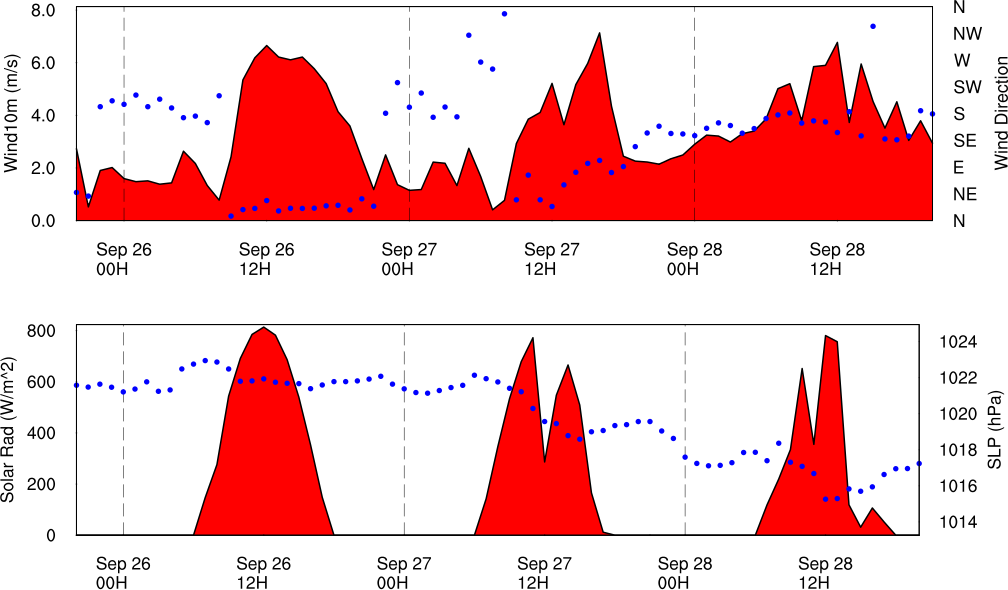 8.0
6.0
4.0
2.0
0.0
Wind10m (m/s)
N
NW
W
SW
S
SE
E
NE
N
Wind Direction
Sep 26
00H
Sep 26
12H
Sep 27
00H
Sep 27
12H
Sep 28
00H
Sep 28
12H
800
600
400
200
0
Solar Rad (W/m^2)
1024
1022
1020
1018
1016
1014
SLP (hPa)
Sep 26
00H
Sep 26
12H
Sep 27
00H
Sep 27
12H
Sep 28
00H
Sep 28
12H